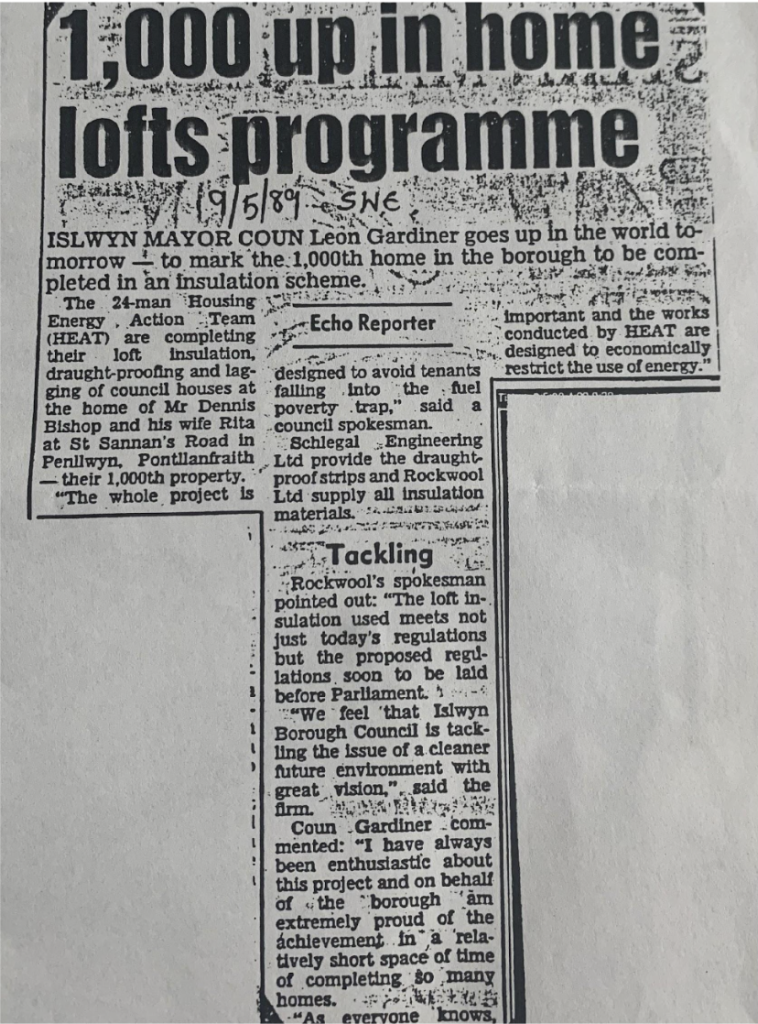 1,000 up in home
lofts programme
19/5/89 - SWE
ISLWYN MAYOR COUN Leon Gardiner goes up in the world to-
morrow — to mark the 1,000th home in the borough to be com-
pleted in an insulation scheme.
The 24-man Housing
Energy Action Team
(HEAT) are completing
their loft insulation,
draught-proofing and lag-
ging of council houses at
the home of Mr Dennis
Bishop and his wife Rita
at St Sannan's Road in
Penllwyn, Pontllanfraith
— their 1,000th property.
"The whole project is
Echo Reporter
designed to avoid tenants
falling into the fuel
poverty trap," said a
council spokesman.
Schlegal Engineering
Ltd provide the draught-
proof strips and Rockwool
Ltd supply all insulation
materials.
Tackling
Rockwool's spokesman
pointed out: "The loft in-
sulation used meets not
just today's regulations
but the proposed regu-
lations soon to be laid
before Parliament.
"We feel that Islwyn
Borough Council is tack-
ling the issue of a cleaner
future environment with
great vision," said the
firm.
Coun Gardiner com-
mented: "I have always
been enthusiastic about
this project and on behalf
of the borough am
extremely proud of the
achievement in a rela-
tively short space of time
of completing so many
homes.
"As everyone knows,
important and the works
conducted by HEAT are
designed to economically
restrict the use of energy."